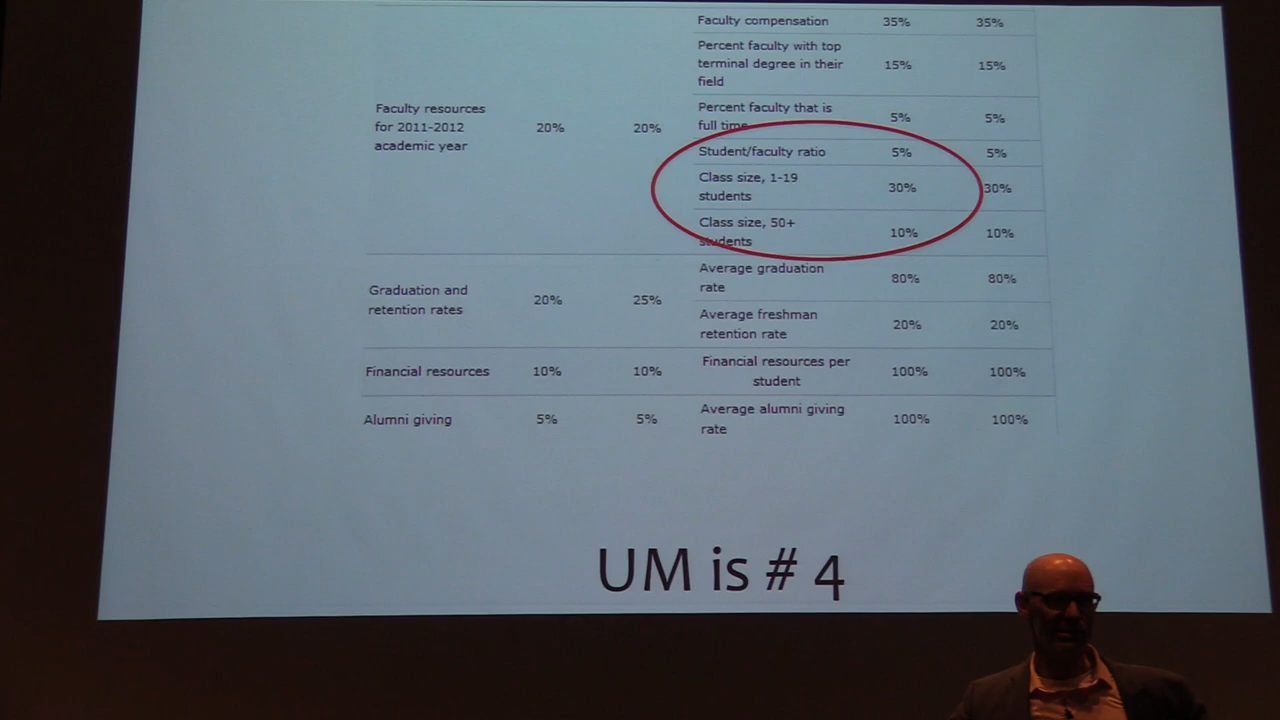 Faculty compensation 35% 35%
Percent faculty with top
terminal degree in their 15% 15%
field
Faculty resources
for 2011-2012 20% 20%
academic year
Percent faculty that is
full time 5% 5%
Student/faculty ratio 5% 5%
Class size, 1-19
students 30% 30%
Class size, 50+
students 10% 10%
Graduation and
retention rates 20% 25%
Average graduation
rate 80% 80%
Average freshman
retention rate 20% 20%
Financial resources 10% 10%
Financial resources per
student 100% 100%
Alumni giving 5% 5%
Average alumni giving
rate 100% 100%
UM is # 4